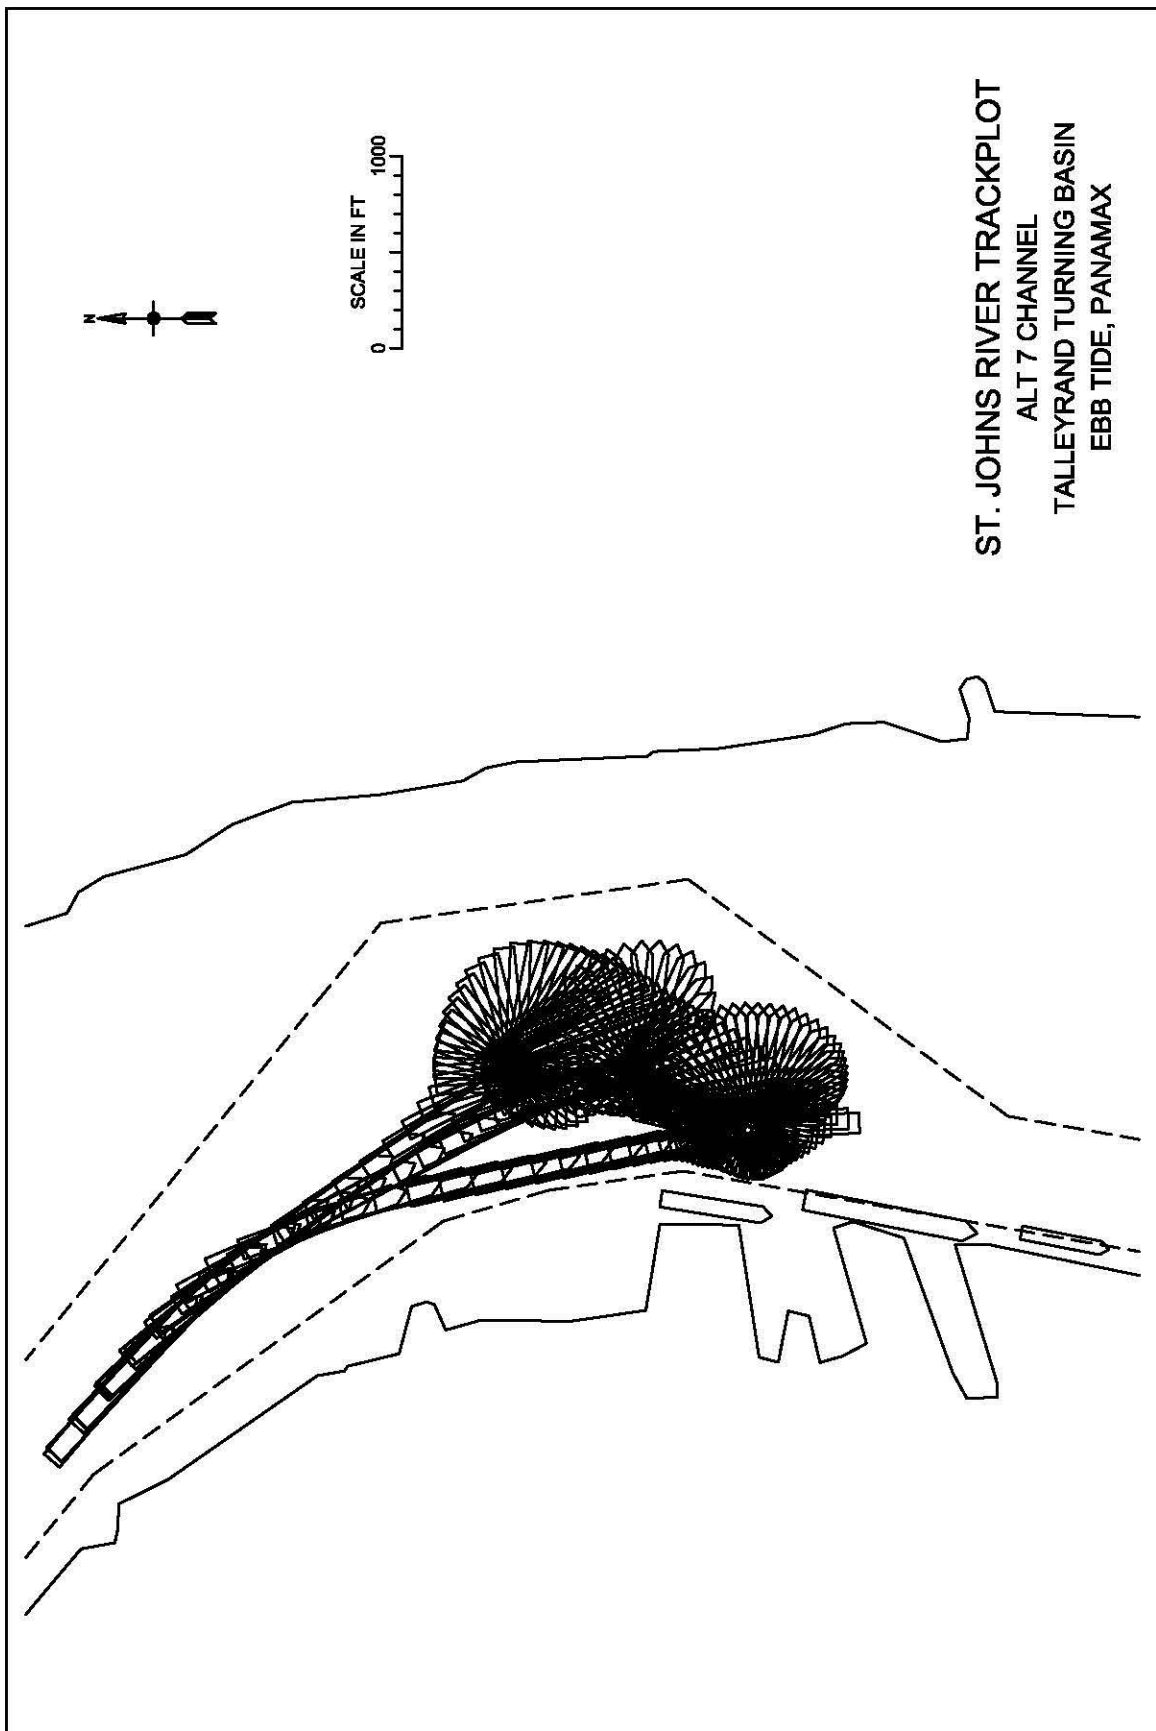 N
SCALE IN FT
0 1000
ST. JOHNS RIVER TRACKPLOT
ALT 7 CHANNEL
TALLEYRAND TURNING BASIN
EBB TIDE, PANAMAX